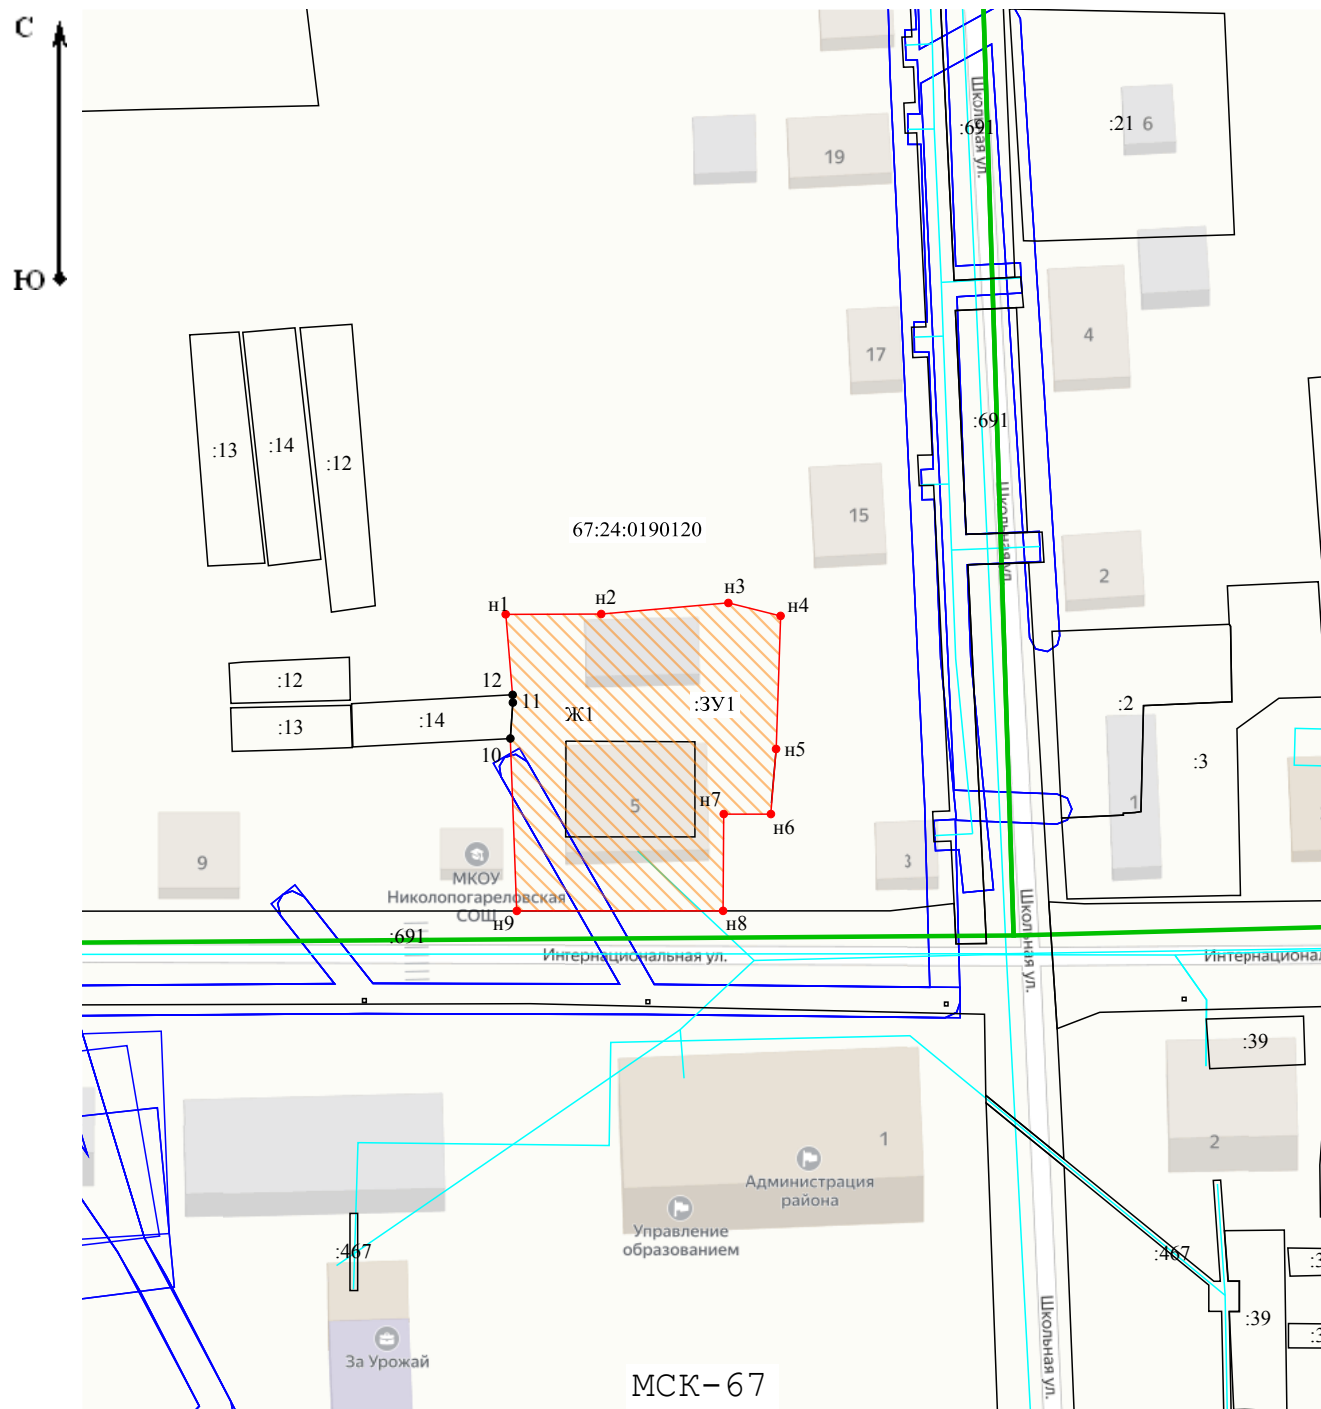 С
Ю
Школьная ул.
:691
:21
6
19
4
17
:691
:13
:14
:12
15
Школьная ул.
67:24:0190120
2
н1
н2
н3
н4
:12
12
11
:ЗУ1
:2
:13
:14
Ж1
10
н5
:3
5
н7
н6
1
9
3
МКОУ
Николопогареловская
СОШ
н9
н8
:691
Интернациональная ул.
Школьная ул.
Интернационал
:39
1
2
Администрация
района
Управление
образованием
:467
:467
:39
За Урожай
Школьная ул.
МСК-67